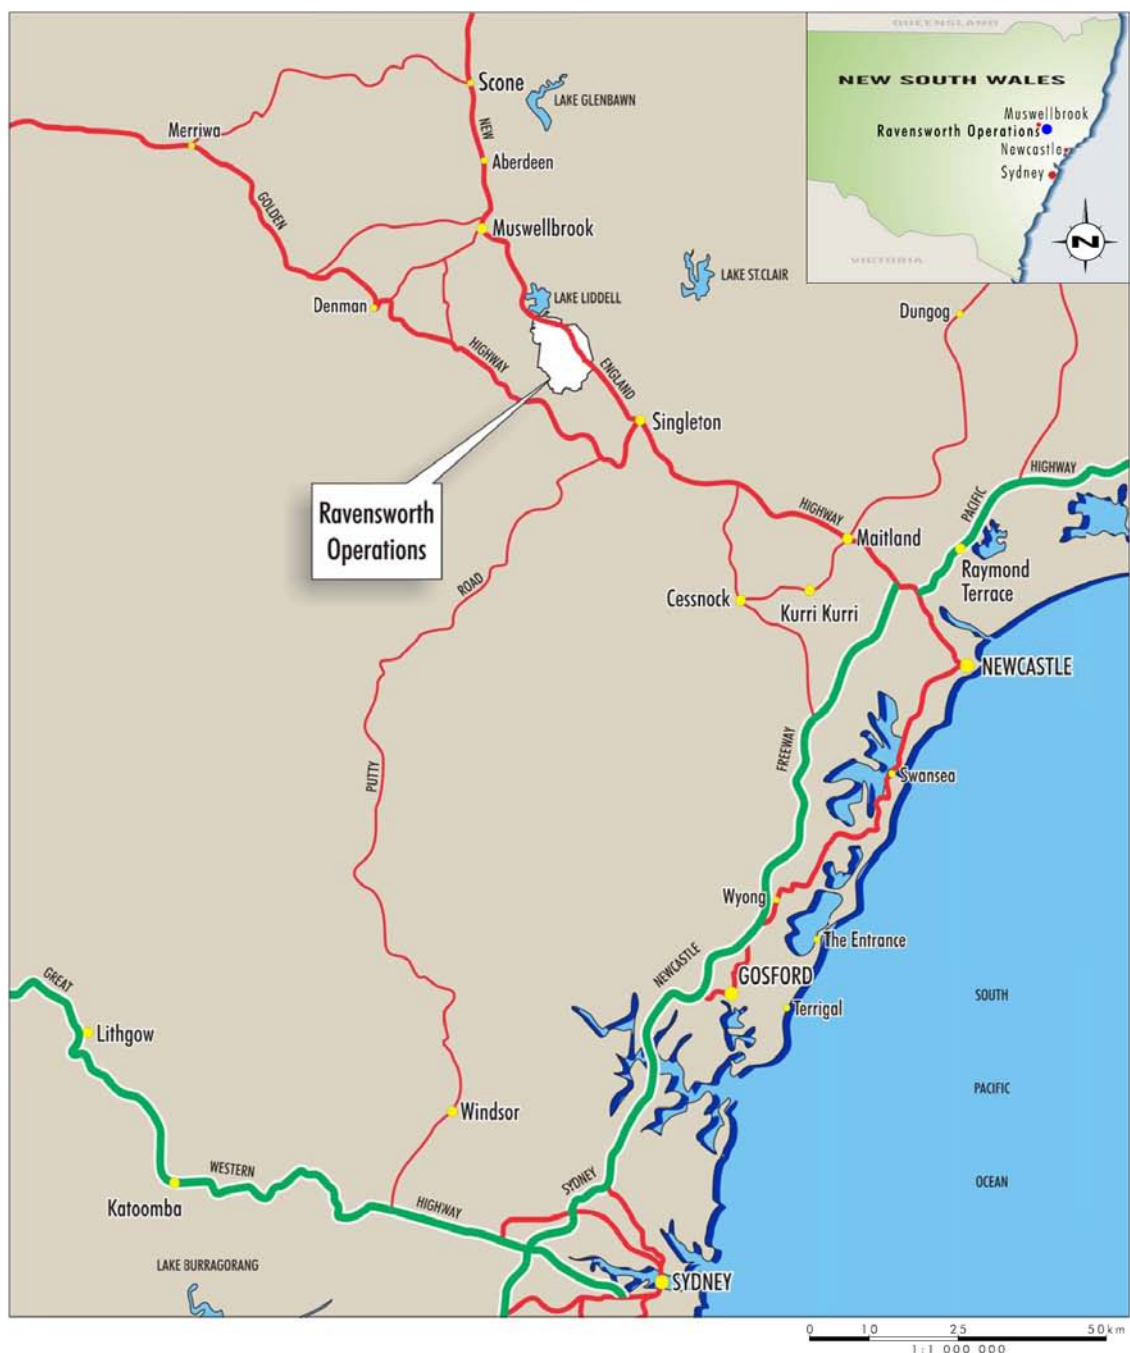 QUEENSLAND
NEW SOUTH WALES
Muswellbrook
Ravensworth Operations
Newcastle
Sydney
N
VICTORIA
Scone
LAKE GLENBAWN
NEW
Merriwa
Aberdeen
GOLDEN
Muswellbrook
LAKE ST.CLAIR
LAKE LIDDELL
Denman
Dungog
HIGHWAY
ENGLAND
Singleton
HIGHWAY
PACIFIC
HIGHWAY
Ravensworth
Operations
Maitland
Raymond
Terrace
ROAD
Cessnock
Kurri Kurri
NEWCASTLE
FREEWAY
PUTTY
Swansea
Wyong
The Entrance
NEWCASTLE
GREAT
GOSFORD
SOUTH
Terrigal
Lithgow
PACIFIC
Windsor
WESTERN
SYDNEY
OCEAN
Katoomba
HIGHWAY
LAKE BURRAGORANG
SYDNEY
0 10 25 50km
1:1 000 000